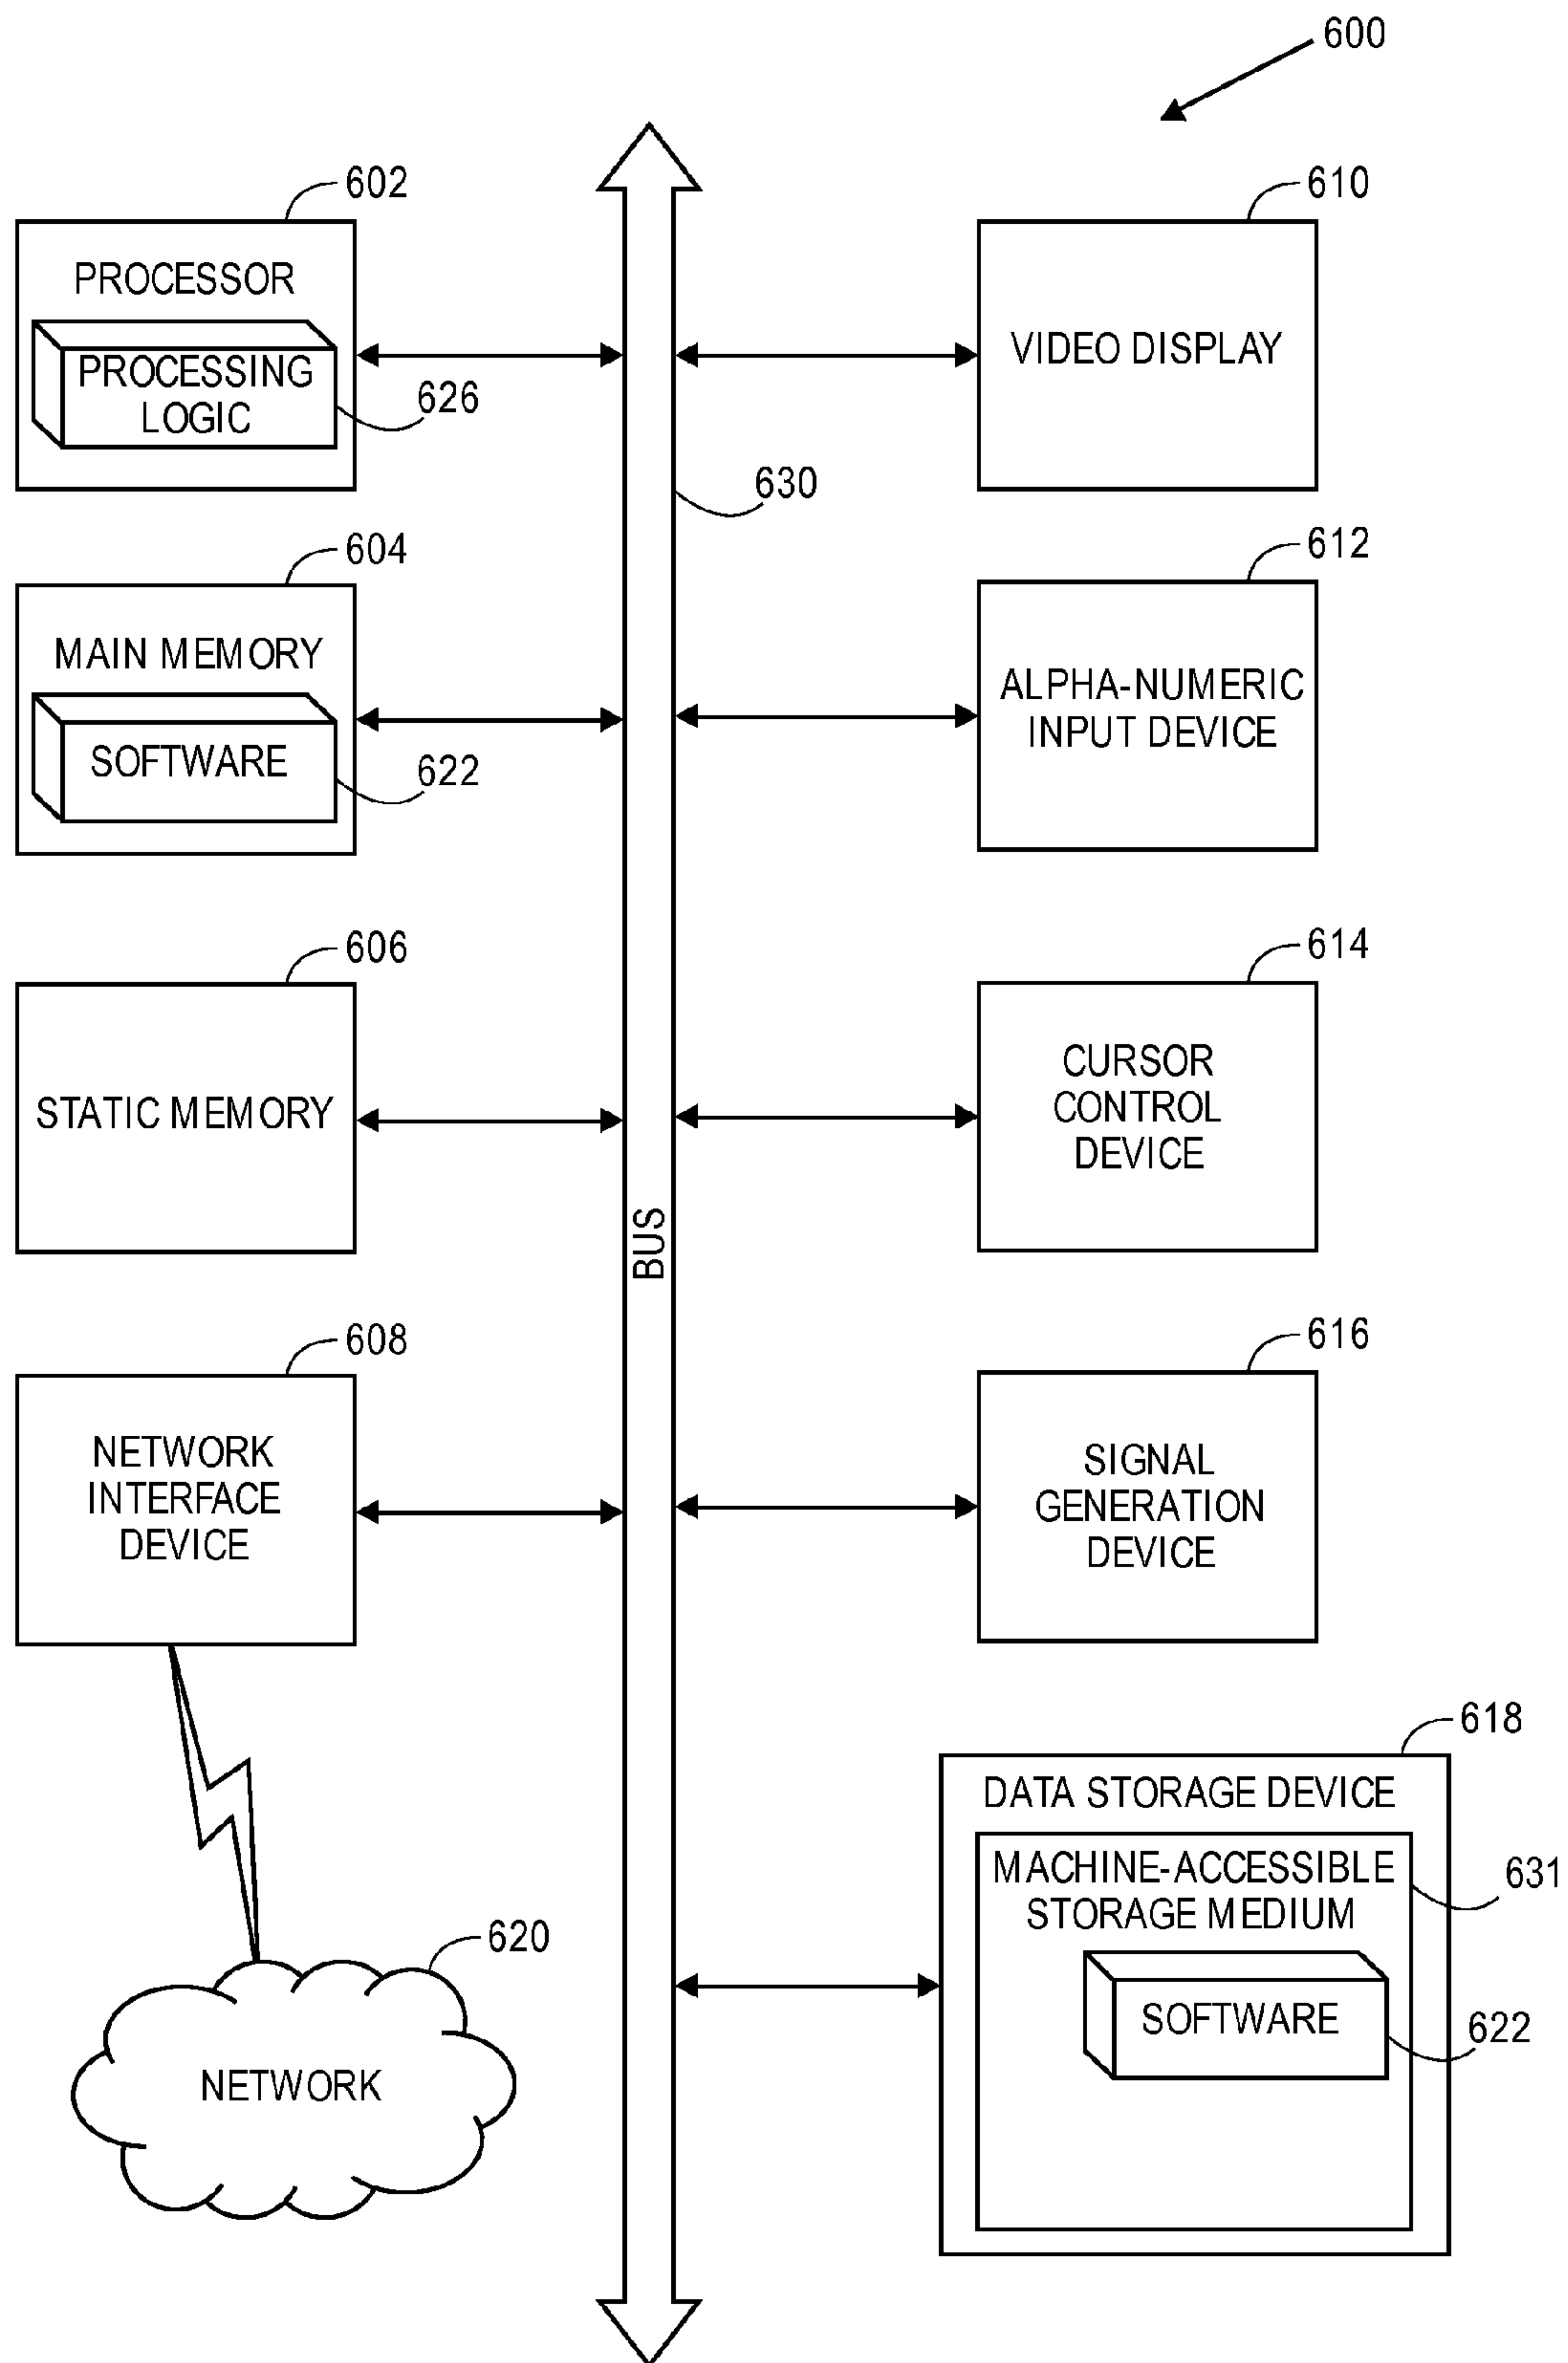 600
602
PROCESSOR
PROCESSING
LOGIC
626
604
MAIN MEMORY
SOFTWARE
622
606
STATIC MEMORY
608
NETWORK
INTERFACE
DEVICE
620
NETWORK
630
BUS
610
VIDEO DISPLAY
612
ALPHA-NUMERIC
INPUT DEVICE
614
CURSOR
CONTROL
DEVICE
616
SIGNAL
GENERATION
DEVICE
618
DATA STORAGE DEVICE
MACHINE-ACCESSIBLE
STORAGE MEDIUM
631
SOFTWARE
622